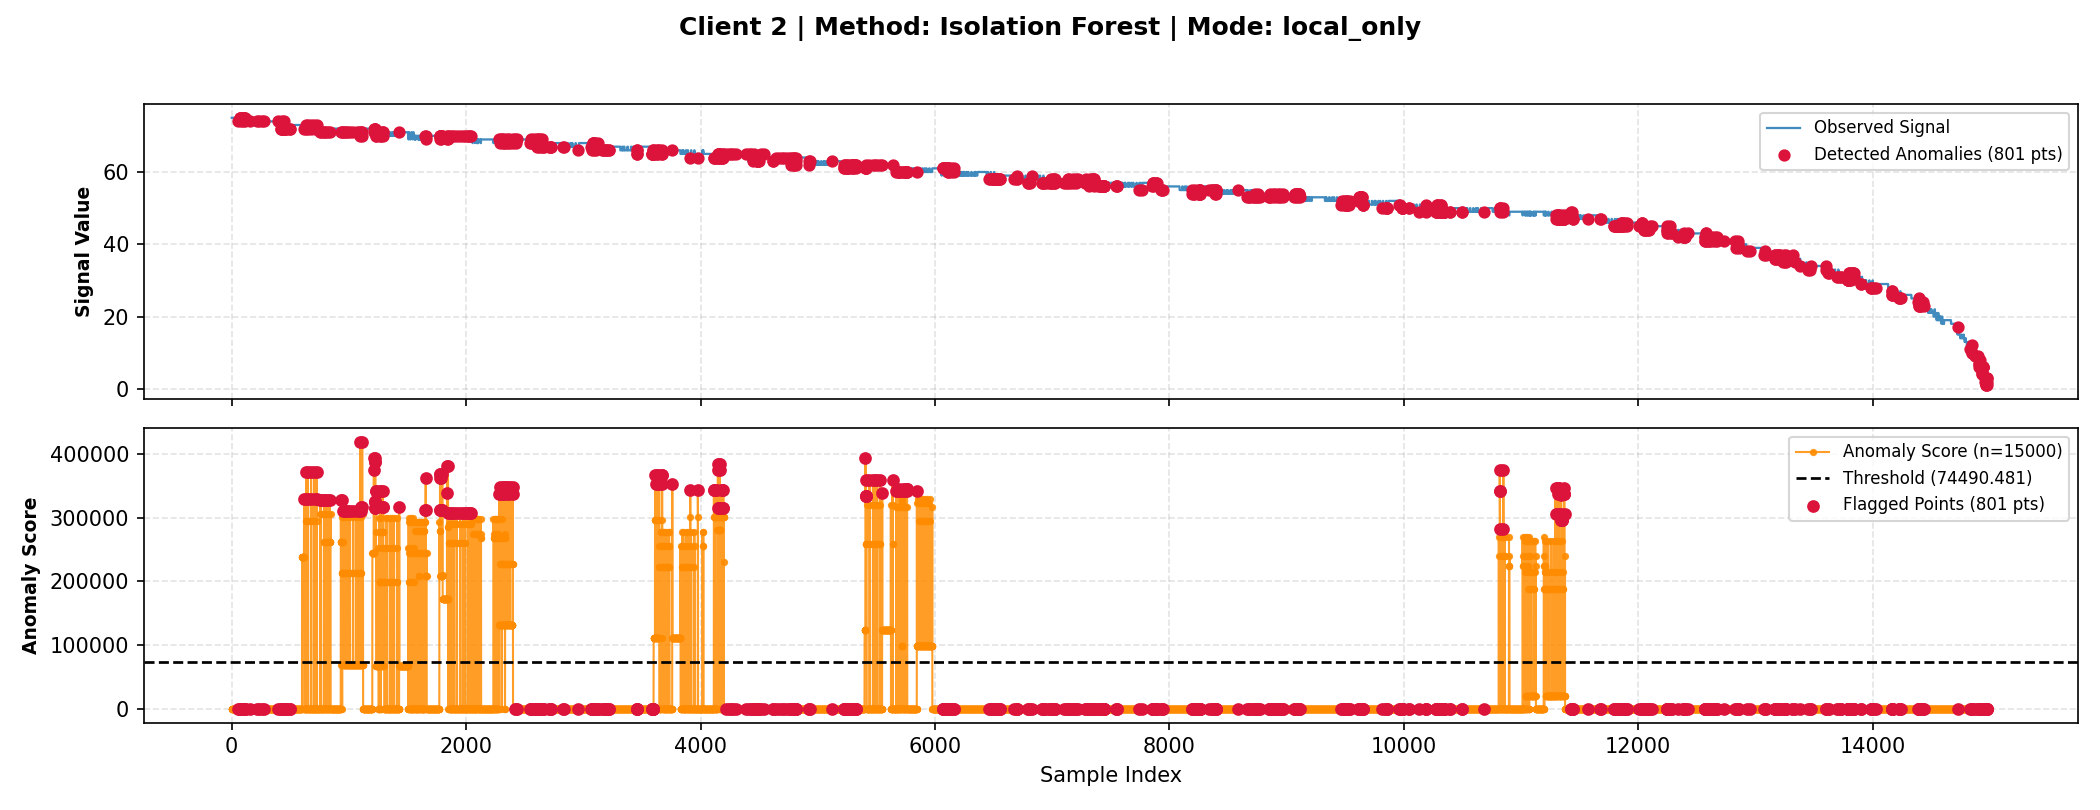 Client 2 | Method: Isolation Forest | Mode: local_only
Signal Value
60
40
20
0
Observed Signal
Detected Anomalies (801 pts)
Anomaly Score
400000
300000
200000
100000
0
Anomaly Score (n=15000)
Threshold (74490.481)
Flagged Points (801 pts)
0 2000 4000 6000 8000 10000 12000 14000
Sample Index